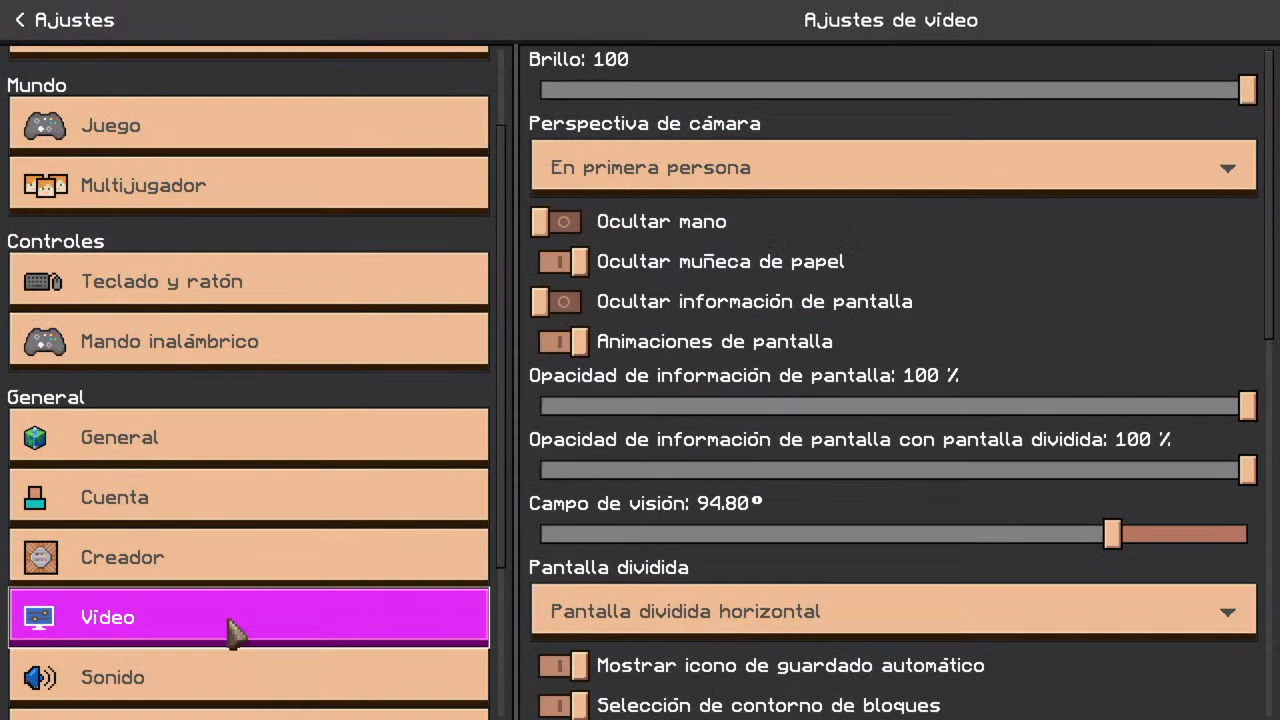 Ajustes
Ajustes de vídeo
Mundo
Juego
Multijugador
Controles
Teclado y ratón
Mando inalámbrico
General
General
Cuenta
Creador
Vídeo
Sonido
Brillo: 100
Perspectiva de cámara
En primera persona
Ocultar mano
Ocultar muñeca de papel
Ocultar información de pantalla
Animaciones de pantalla
Opacidad de información de pantalla: 100 %
Opacidad de información de pantalla con pantalla dividida: 100 %
Campo de visión: 94.80°
Pantalla dividida
Pantalla dividida horizontal
Mostrar icono de guardado automático
Selección de contorno de bloques